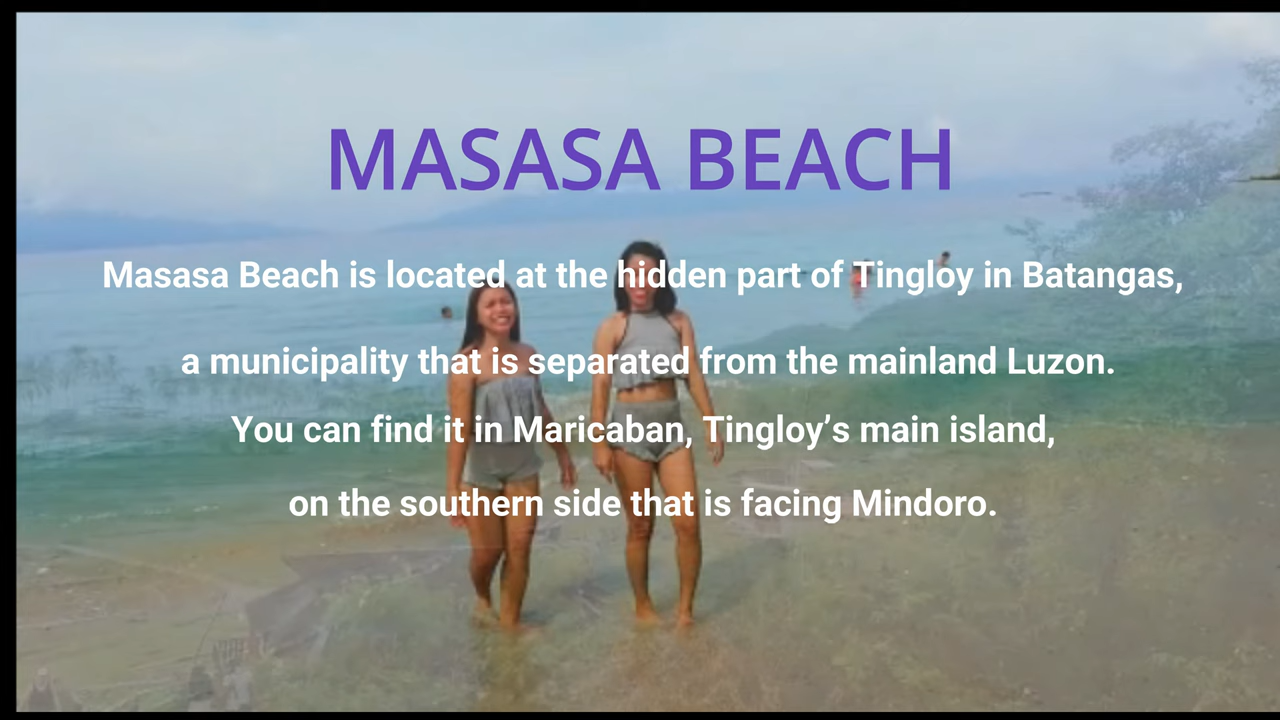 MASASA BEACH
Masasa Beach is located at the hidden part of Tingloy in Batangas,
a municipality that is separated from the mainland Luzon.
You can find it in Maricaban, Tingloy’s main island,
on the southern side that is facing Mindoro.